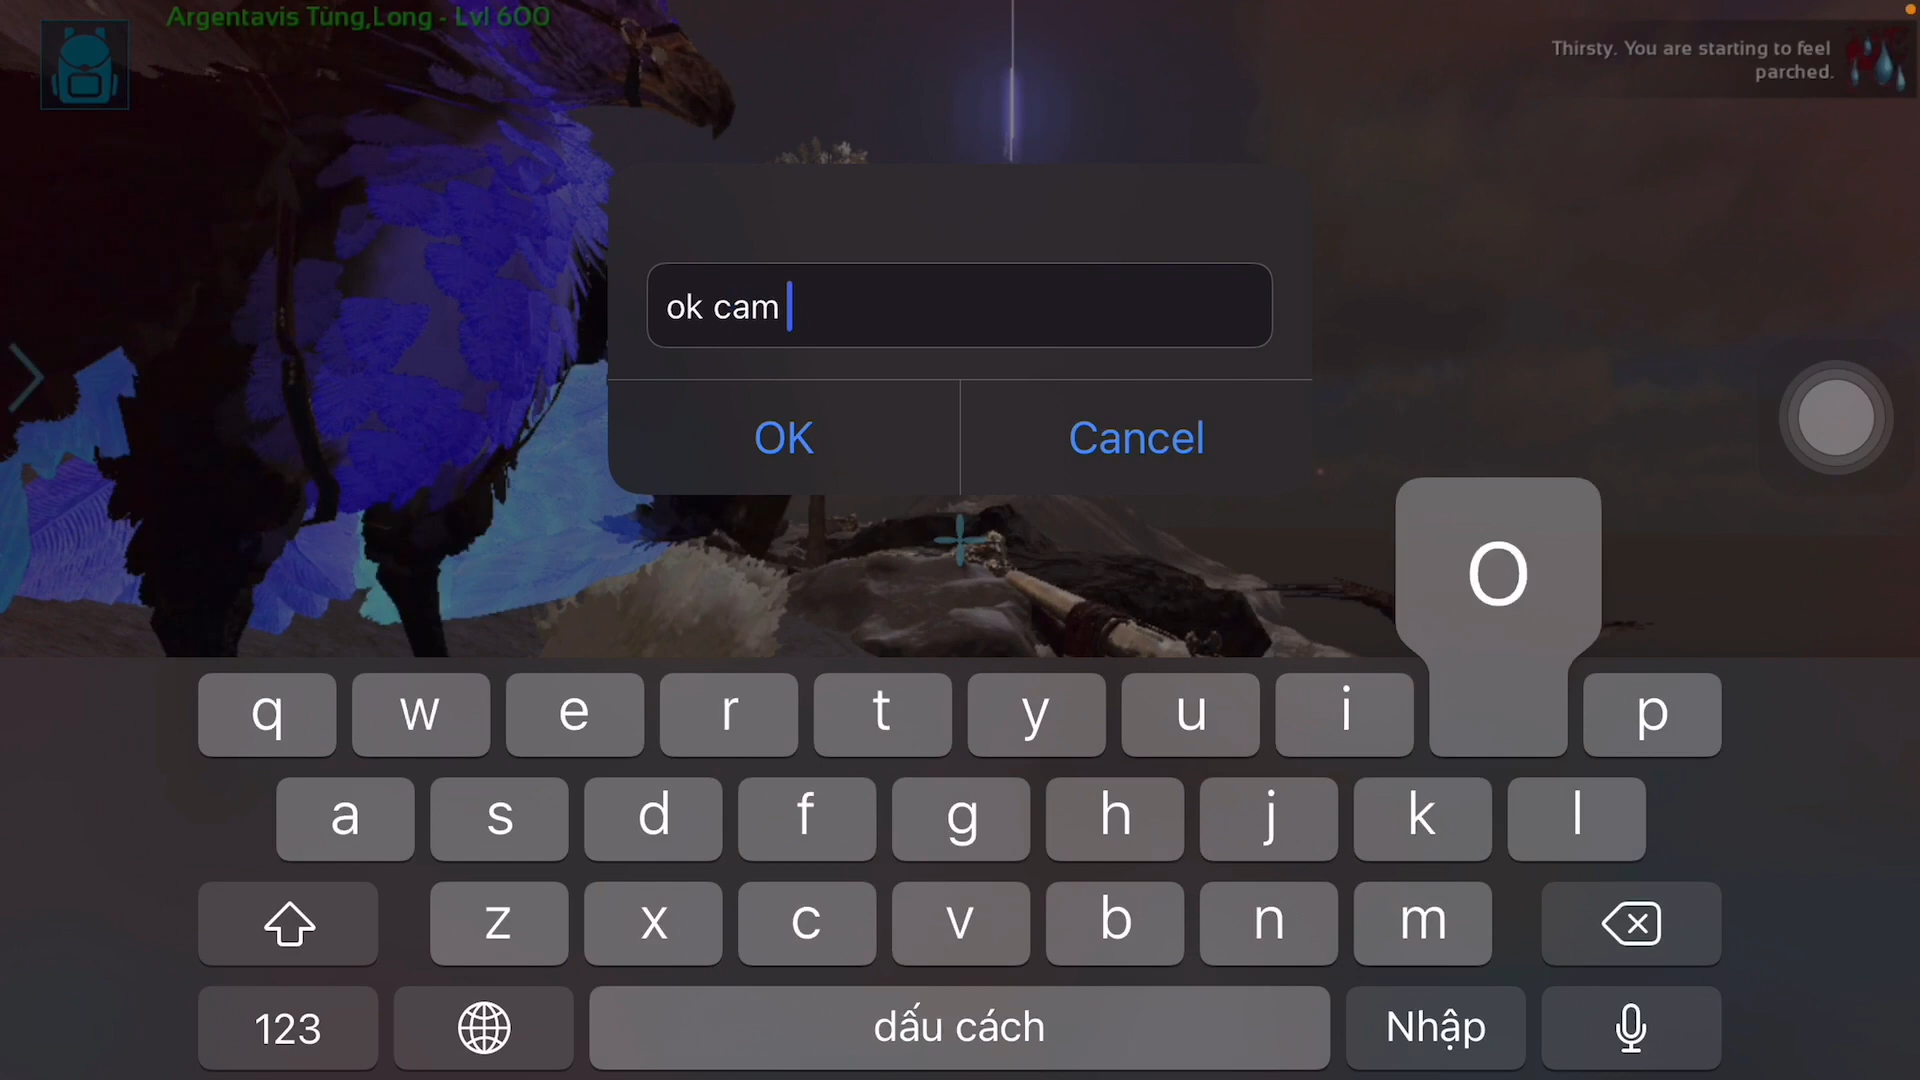 Argentavis Tùng,Long - Lvl 600
Thirsty. You are starting to feel
parched.
ok cam
OK
Cancel
O
q w e r t y u i p
a s d f g h j k l
z x c v b n m
123
dấu cách
Nhập